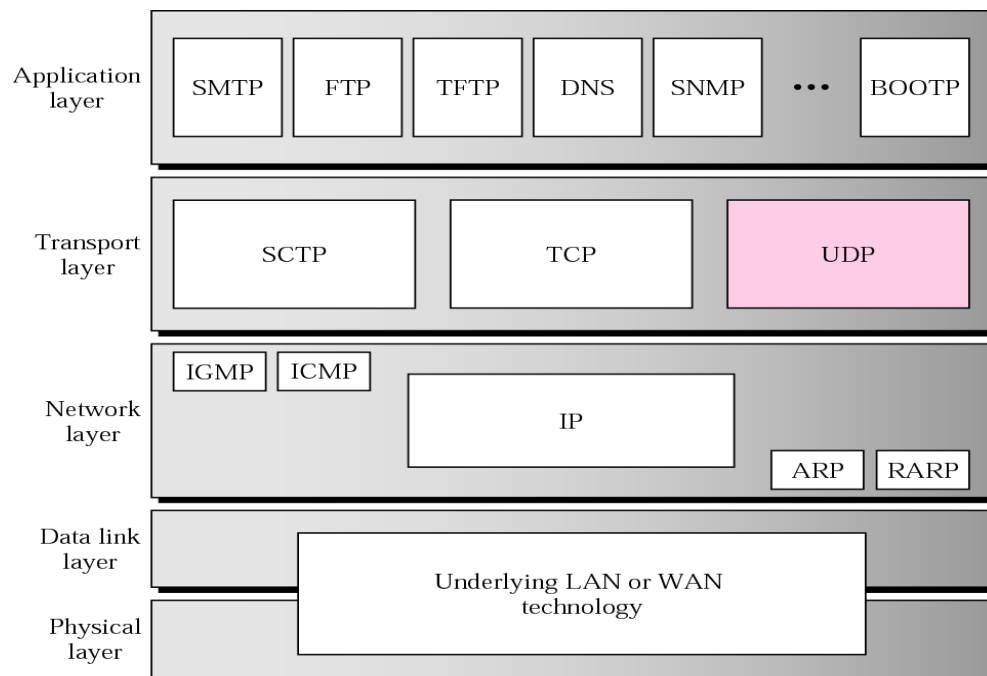 Application
layer
SMTP FTP TFTP DNS SNMP ... BOOTP
Transport
layer
SCTP TCP UDP
IGMP ICMP
Network
layer
IP
ARP RARP
Data link
layer
Underlying LAN or WAN
technology
Physical
layer